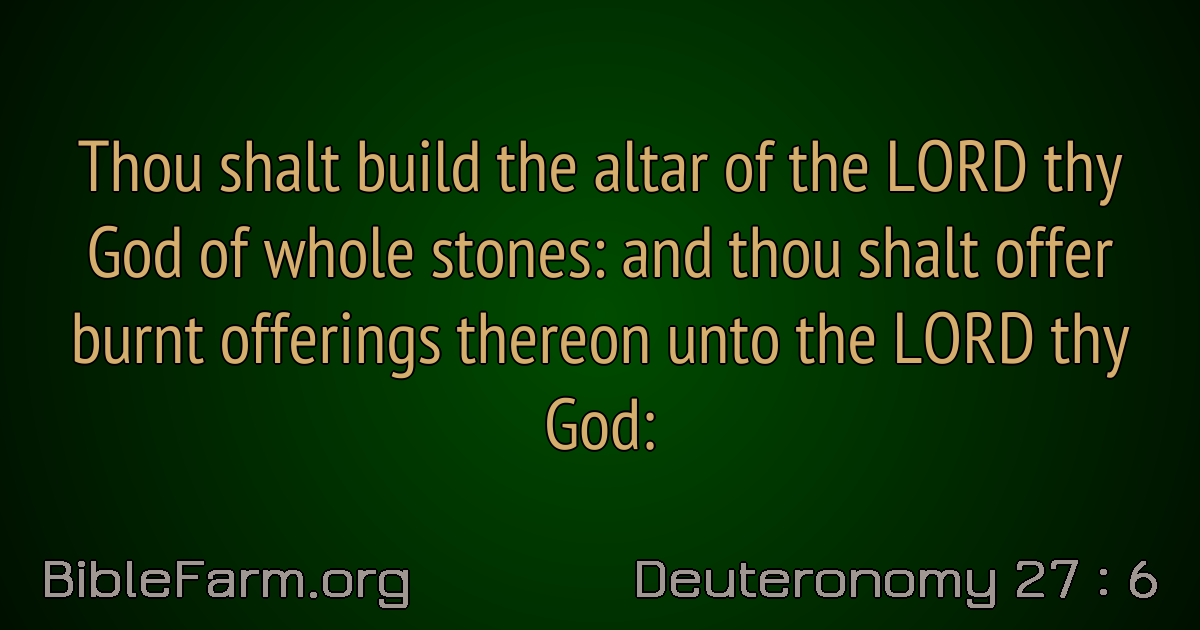 Thou shalt build the altar of the LORD thy
God of whole stones: and thou shalt offer
burnt offerings thereon unto the LORD thy
God:
BibleFarm.org
Deuteronomy 27 : 6